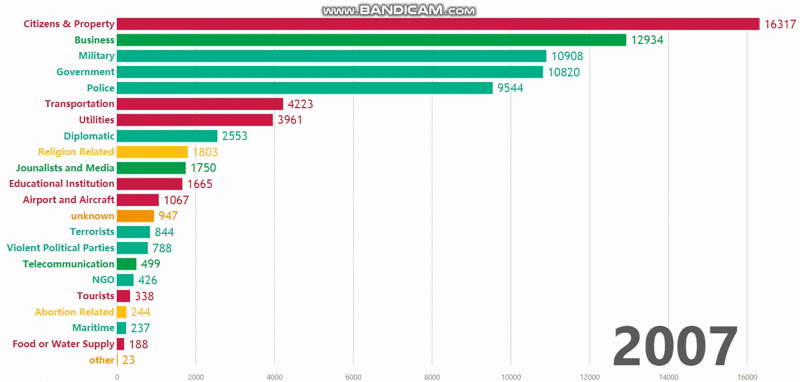 www.BANDICAM.com
Citizens & Property 16317
Business 12934
Military 10908
Government 10820
Police 9544
Transportation 4223
Utilities 3961
Diplomatic 2553
Religion Related 1803
Jounalists and Media 1750
Educational Institution 1665
Airport and Aircraft 1067
unknown 947
Terrorists 844
Violent Political Parties 788
Telecommunication 499
NGO 426
Tourists 338
Abortion Related 244
Maritime 237
Food or Water Supply 188
other 23
2007
0 2000 4000 6000 8000 10000 12000 14000 16000